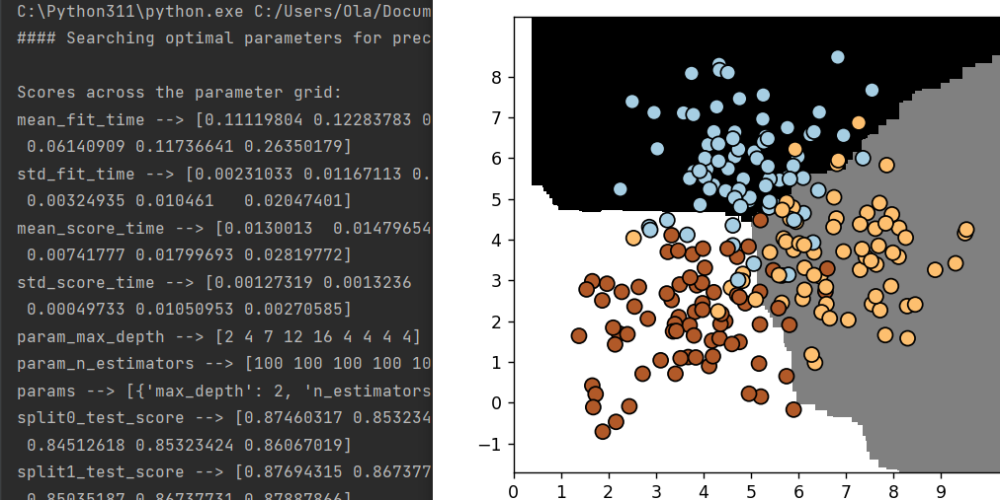 C:\Python311\python.exe C:/Users/Ola/Docum
#### Searching optimal parameters for prec
Scores across the parameter grid:
mean_fit_time --> [0.11119804 0.12283783 0
0.06140909 0.11736641 0.26350179]
std_fit_time --> [0.00231033 0.01167113 0.
0.00324935 0.010461   0.02047401]
mean_score_time --> [0.0013013  0.01479654
0.00741777 0.01799693 0.02819772]
std_score_time --> [0.00127319 0.0013236
0.00049733 0.01050953 0.00270585]
param_max_depth --> [2 4 7 12 16 4 4 4 4]
param_n_estimators --> [100 100 100 100 10
params --> [{'max_depth': 2, 'n_estimators
split0_test_score --> [0.87460317 0.853234
0.84512618 0.85323424 0.86067019]
split1_test_score --> [0.87694315 0.867377
0.85035187 0.86737731 0.87887866]
8
7
6
5
4
3
2
1
0
−1
0 1 2 3 4 5 6 7 8 9